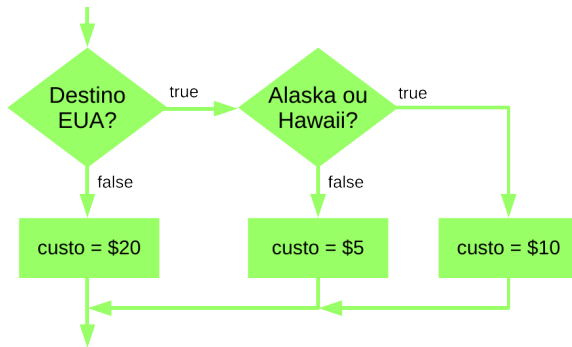 Destino
EUA?
true
Alaska ou
Hawaii?
true
false
false
custo = $20
custo = $5
custo = $10